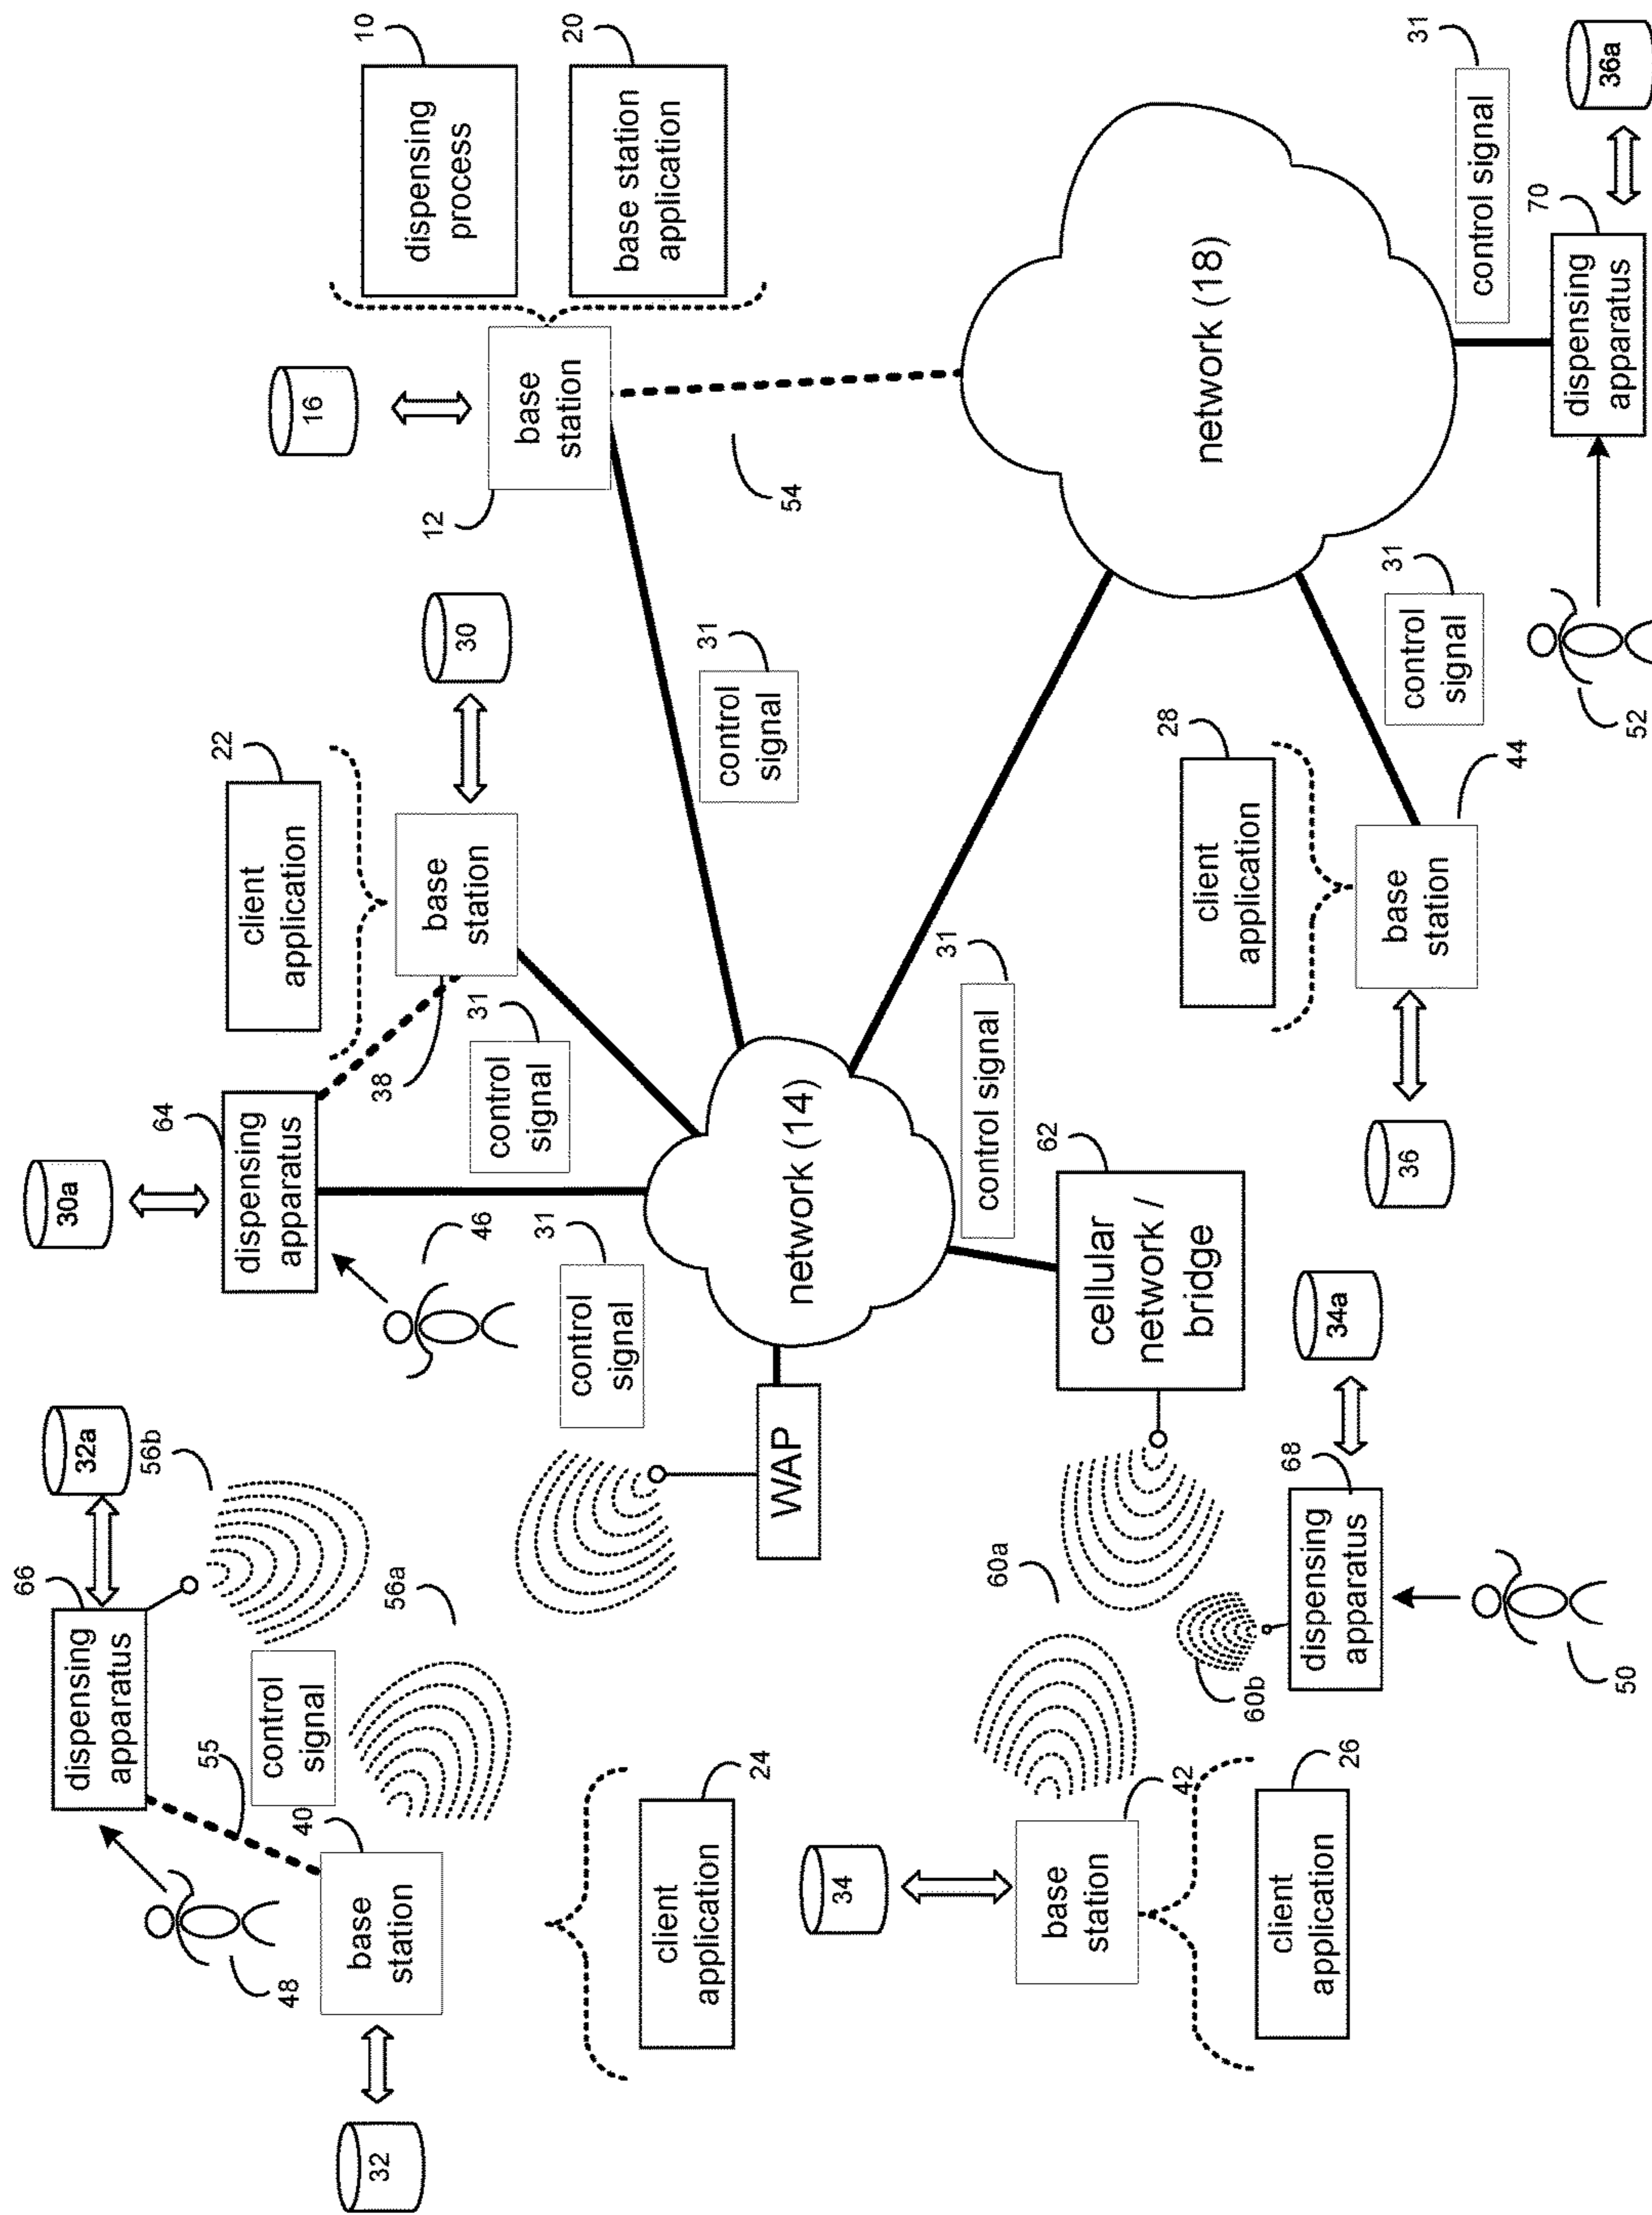 66
32a
30a
dispensing
apparatus
64
dispensing
apparatus
48
55
control
signal
56b
22
client
application
16
10
dispensing
process
32
40
base
station
56a
46
38
31
base
station
30
12
base
station
20
base station
application
control
signal
31
control
signal
24
client
application
WAP
network (14)
31
control
signal
54
34
60a
31
control signal
base
station
42
60b
62
cellular
network /
bridge
28
client
application
network (18)
26
client
application
68
dispensing
apparatus
34a
36
base
station
44
31
control
signal
31
control signal
50
52
70
dispensing
apparatus
36a